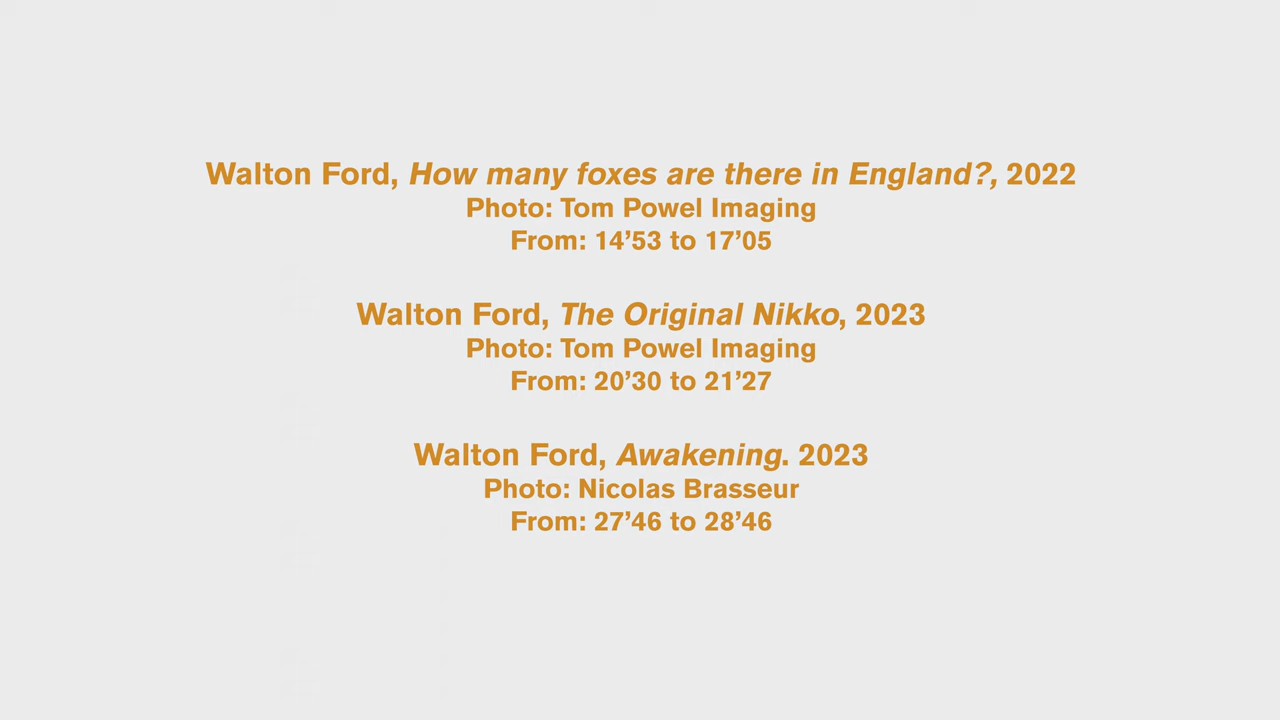 Walton Ford, How many foxes are there in England?, 2022
Photo: Tom Powel Imaging
From: 14’53 to 17’05
Walton Ford, The Original Nikko, 2023
Photo: Tom Powel Imaging
From: 20’30 to 21’27
Walton Ford, Awakening. 2023
Photo: Nicolas Brasseur
From: 27’46 to 28’46